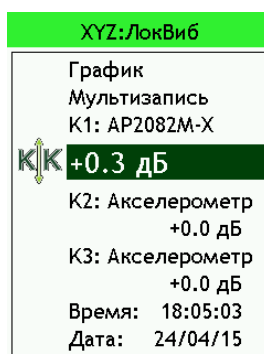 XYZ:ЛокВиб
График
Мультизапись
К1: АР2082М-Х
+0.3 дБ
К2: Акселерометр
+0.0 дБ
К3: Акселерометр
+0.0 дБ
Время: 18:05:03
Дата: 24/04/15